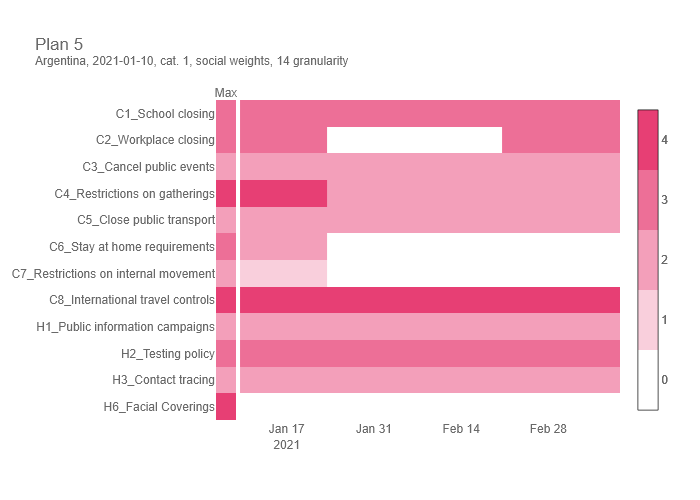 Plan 5
Argentina, 2021-01-10, cat. 1, social weights, 14 granularity
Max
C1_School closing
C2_Workplace closing
C3_Cancel public events
C4_Restrictions on gatherings
C5_Close public transport
C6_Stay at home requirements
C7_Restrictions on internal movement
C8_International travel controls
H1_Public information campaigns
H2_Testing policy
H3_Contact tracing
H6_Facial Coverings
Jan 17
2021
Jan 31
Feb 14
Feb 28
4
3
2
1
0